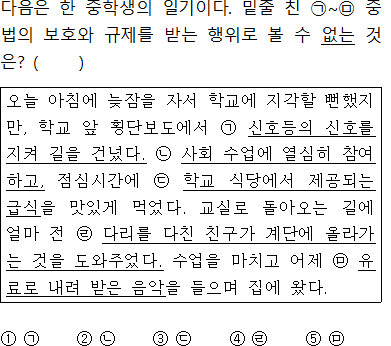 다음은 한 중학생의 일기이다. 밑줄 친 ㉠~㉤ 중
법의 보호와 규제를 받는 행위로 볼 수 없는 것
은? (      )
오늘 아침에 늦잠을 자서 학교에 지각할 뻔했지
만, 학교 앞 횡단보도에서 ㉠ 신호등의 신호를
지켜 길을 건넜다. ㉡ 사회 수업에 열심히 참여
하고, 점심시간에 ㉢ 학교 식당에서 제공되는
급식을 맛있게 먹었다. 교실로 돌아오는 길에
얼마 전 ㉣ 다리를 다친 친구가 계단에 올라가
는 것을 도와주었다. 수업을 마치고 어제 ㉤ 유
료로 내려 받은 음악을 들으며 집에 왔다.
① ㉠ ② ㉡ ③ ㉢ ④ ㉣ ⑤ ㉤